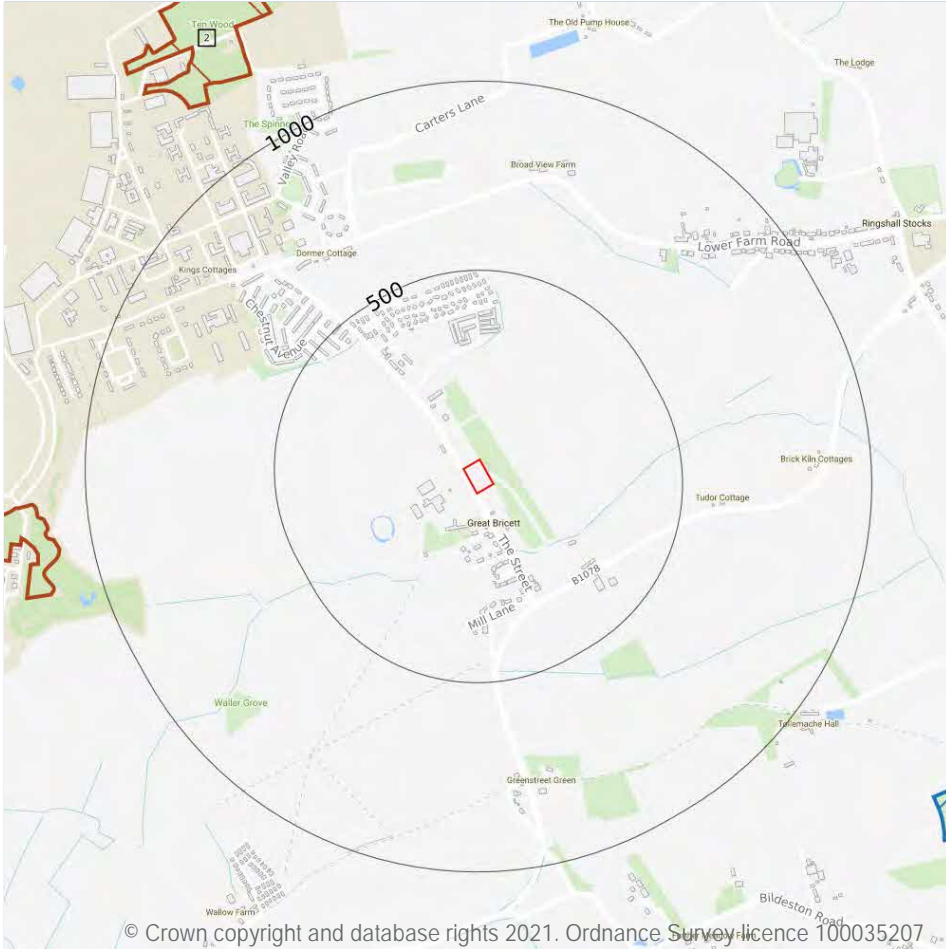 The Old Pump House
Ten Wood
2
The Lodge
Carters Lane
The Spinn
1000
Valley Roa
Broad View Farm
Ringshall Stocks
Lower Farm Road
Dormer Cottage
Kings Cottages
500
Chestnut Avenue
Brick Kiln Cottages
Tudor Cottage
Great Bricett
The Street
B1078
Mill Lane
Waller Grove
Tollemache Hall
Greenstreet Green
Bildeston Road
Wallow Farm
© Crown copyright and database rights 2021. Ordnance Survey licence 100035207